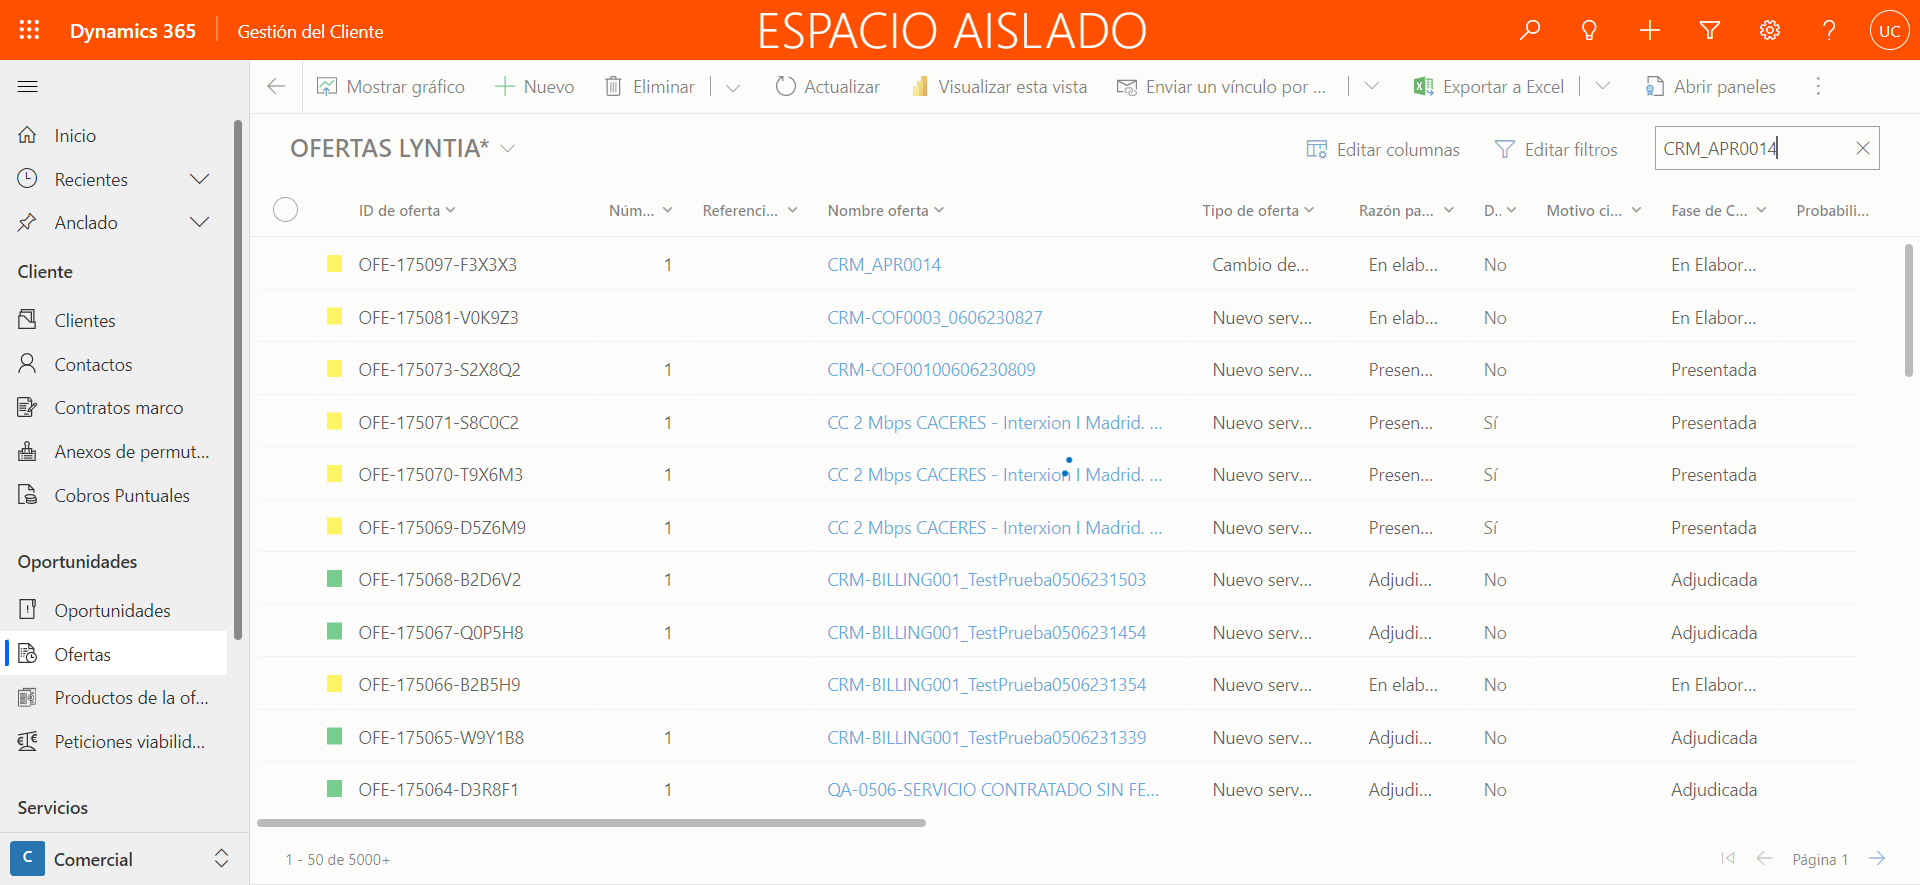 Dynamics 365
Gestión del Cliente
ESPACIO AISLADO
UC
Mostrar gráfico
Nuevo
Eliminar
Actualizar
Visualizar esta vista
Enviar un vínculo por ...
Exportar a Excel
Abrir paneles
Inicio
Recientes
Anclado
Cliente
Clientes
Contactos
Contratos marco
Anexos de permut...
Cobros Puntuales
Oportunidades
Oportunidades
Ofertas
Productos de la of...
Peticiones viabilid...
Servicios
C Comercial
OFERTAS LYNTIA*
Editar columnas
Editar filtros
CRM_APR0014
ID de oferta Núm... Referenci... Nombre oferta Tipo de oferta Razón pa... D.. Motivo ci... Fase de C... Probabili...
OFE-175097-F3X3X3 1 CRM_APR0014 Cambio de... En elab... No En Elabor...
OFE-175081-V0K9Z3 CRM-COF0003_0606230827 Nuevo serv... En elab... No En Elabor...
OFE-175073-S2X8Q2 1 CRM-COF00100606230809 Nuevo serv... Presen... No Presentada
OFE-175071-S8C0C2 1 CC 2 Mbps CACERES - Interxion I Madrid. ... Nuevo serv... Presen... Sí Presentada
OFE-175070-T9X6M3 1 CC 2 Mbps CACERES - Interxion I Madrid. ... Nuevo serv... Presen... Sí Presentada
OFE-175069-D5Z6M9 1 CC 2 Mbps CACERES - Interxion I Madrid. ... Nuevo serv... Presen... Sí Presentada
OFE-175068-B2D6V2 1 CRM-BILLING001_TestPrueba0506231503 Nuevo serv... Adjudi... No Adjudicada
OFE-175067-Q0P5H8 1 CRM-BILLING001_TestPrueba0506231454 Nuevo serv... Adjudi... No Adjudicada
OFE-175066-B2B5H9 CRM-BILLING001_TestPrueba0506231354 Nuevo serv... En elab... No En Elabor...
OFE-175065-W9Y1B8 1 CRM-BILLING001_TestPrueba0506231339 Nuevo serv... Adjudi... No Adjudicada
OFE-175064-D3R8F1 1 QA-0506-SERVICIO CONTRATADO SIN FE... Nuevo serv... Adjudi... No Adjudicada
1 - 50 de 5000+
Página 1